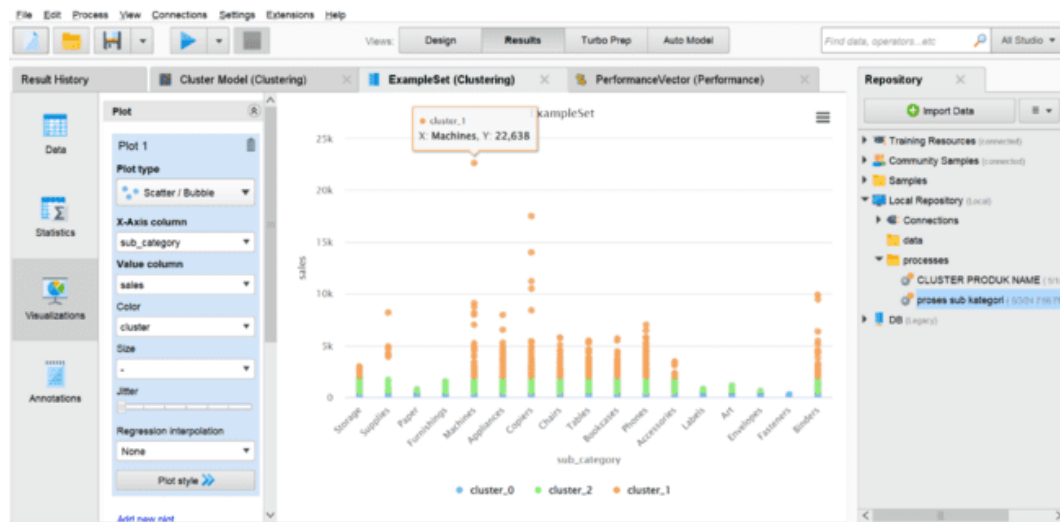 File Edit Process View Connections Settings Extensions Help
Views: Design Results Turbo Prep Auto Model
Find data, operators...etc
All Studio
Result History
Cluster Model (Clustering)
ExampleSet (Clustering)
PerformanceVector (Performance)
Repository
Data
Statistics
Visualizations
Annotations
Plot
Plot 1
Plot type
Scatter / Bubble
X-Axis column
sub_category
Value column
sales
Color
cluster
Size
-
Jitter
Regression interpolation
None
Plot style
Add new plot
ExampleSet
cluster_1
X: Machines, Y: 22,638
25k
20k
15k
10k
5k
0
sales
Storage
Supplies
Paper
Furnishings
Machines
Appliances
Copiers
Chairs
Tables
Bookcases
Phones
Accessories
Labels
Art
Envelopes
Fasteners
Binders
sub_category
cluster_0 cluster_2 cluster_1
Import Data
Training Resources (connected)
Community Samples (connected)
Samples
Local Repository (Local)
Connections
data
processes
CLUSTER PRODUK NAME
proses sub kategori
DB (Legacy)